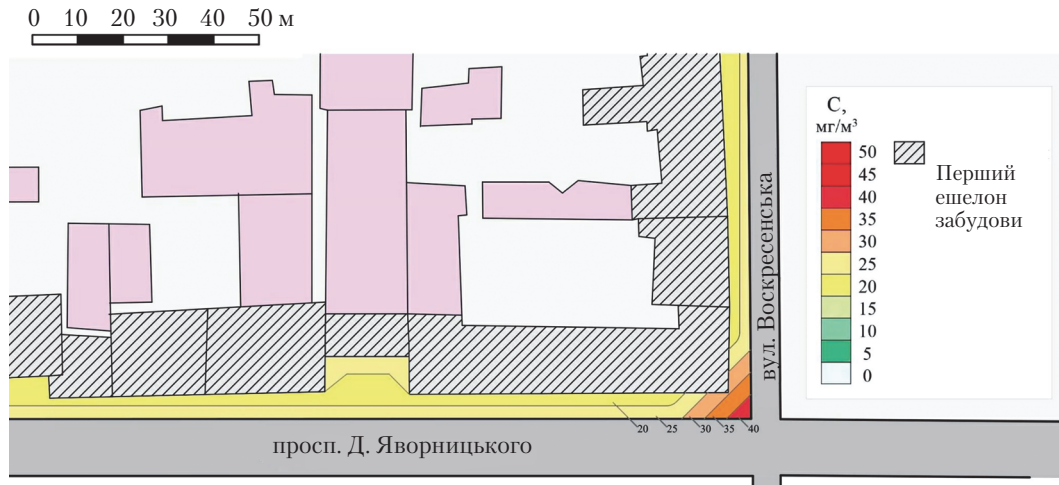 0 10 20 30 40 50 м
С,
мг/м³
50
45
40
35
30
25
20
15
10
5
0
Перший
ешелон
забудови
вул. Воскресенська
20 25 30 35 40
просп. Д. Яворницького